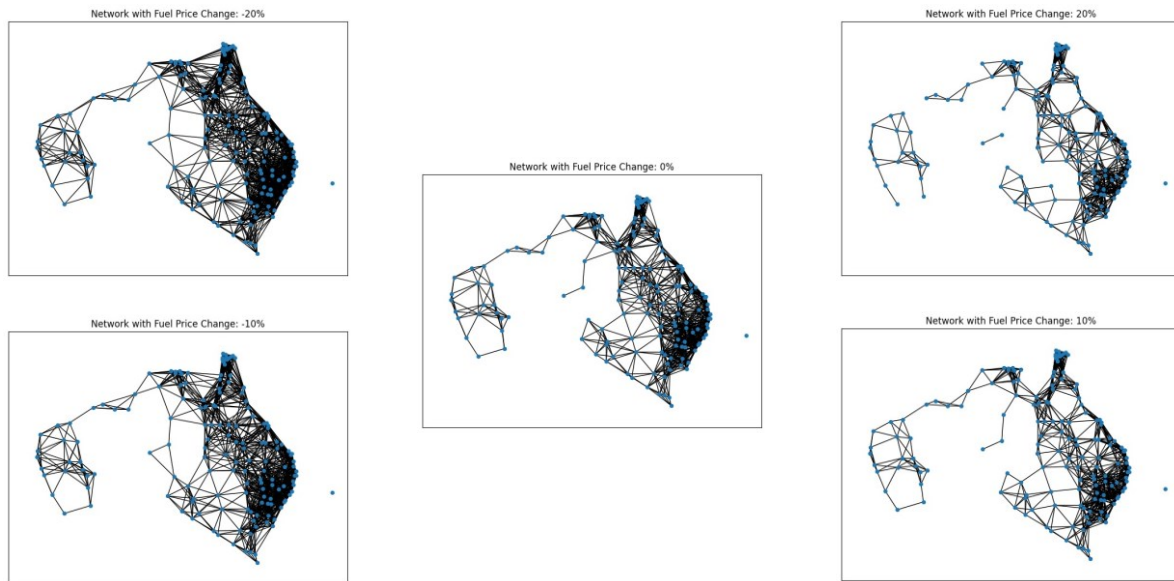 Network with Fuel Price Change: -20%
Network with Fuel Price Change: 20%
Network with Fuel Price Change: 0%
Network with Fuel Price Change: -10%
Network with Fuel Price Change: 10%